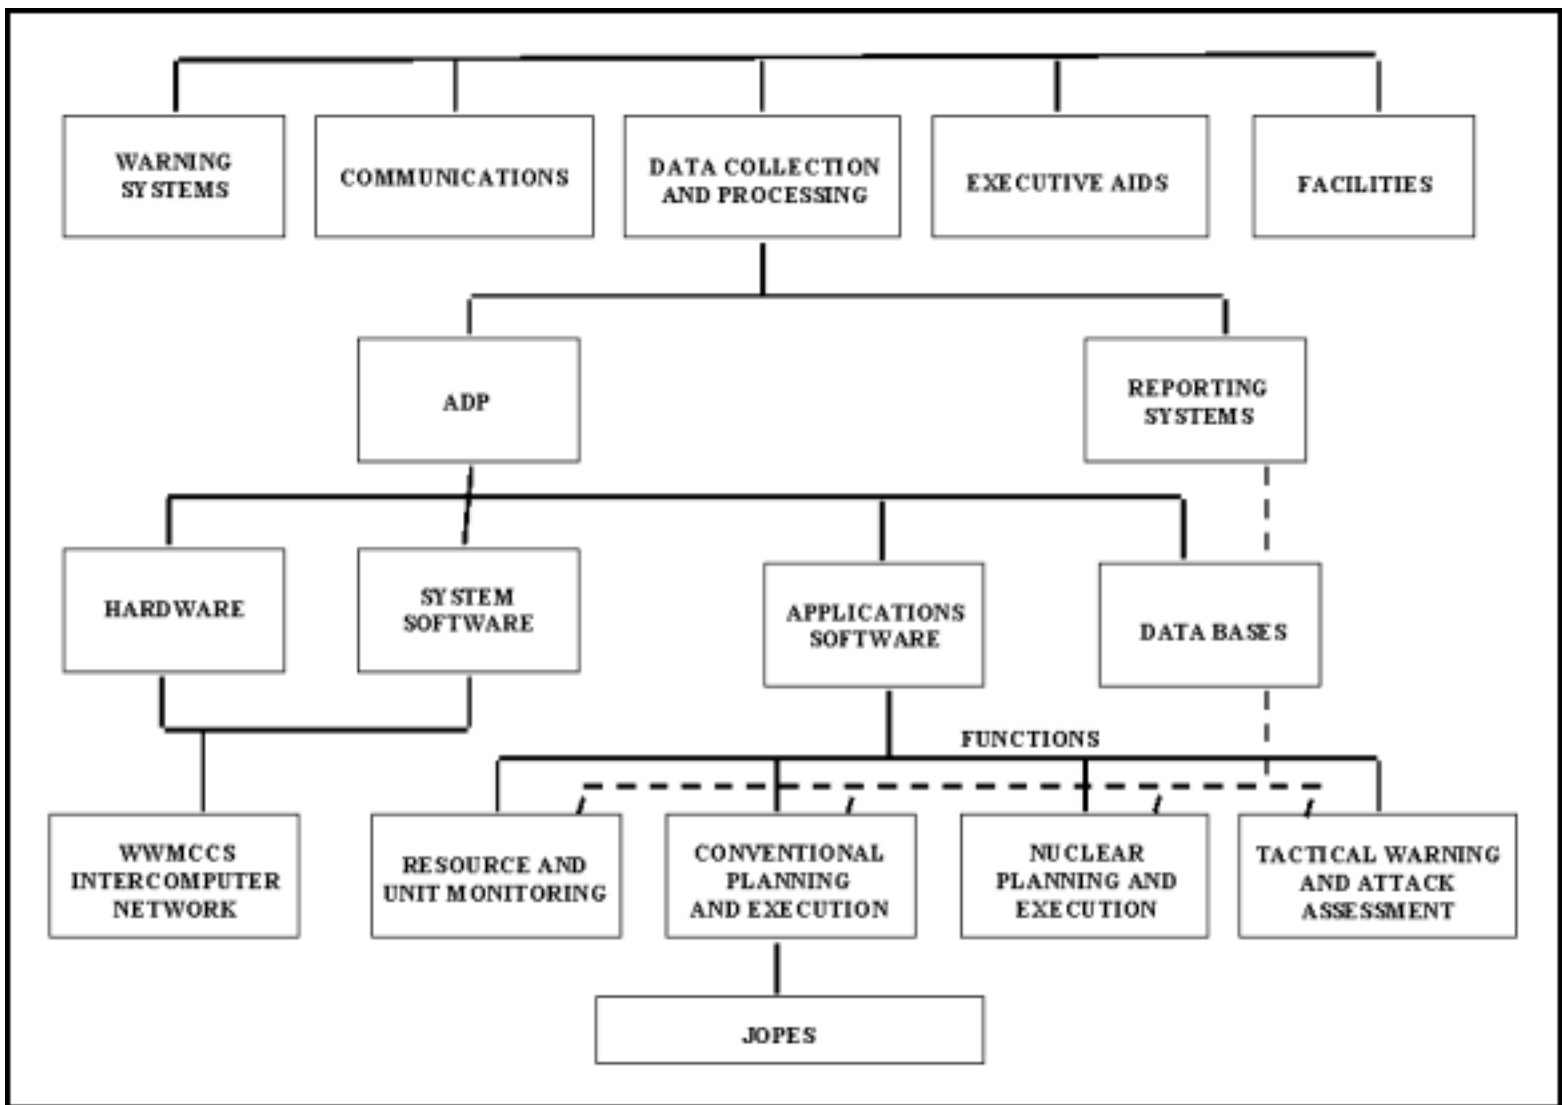 WARNING
SYSTEMS
COMMUNICATIONS
DATA COLLECTION
AND PROCESSING
EXECUTIVE AIDS
FACILITIES
ADP
REPORTING
SYSTEMS
HARDWARE
SYSTEM
SOFTWARE
APPLICATIONS
SOFTWARE
DATA BASES
FUNCTIONS
WWMCCS
INTERCOMPUTER
NETWORK
RESOURCE AND
UNIT MONITORING
CONVENTIONAL
PLANNING
AND EXECUTION
NUCLEAR
PLANNING AND
EXECUTION
TACTICAL WARNING
AND ATTACK
ASSESSMENT
JOPES